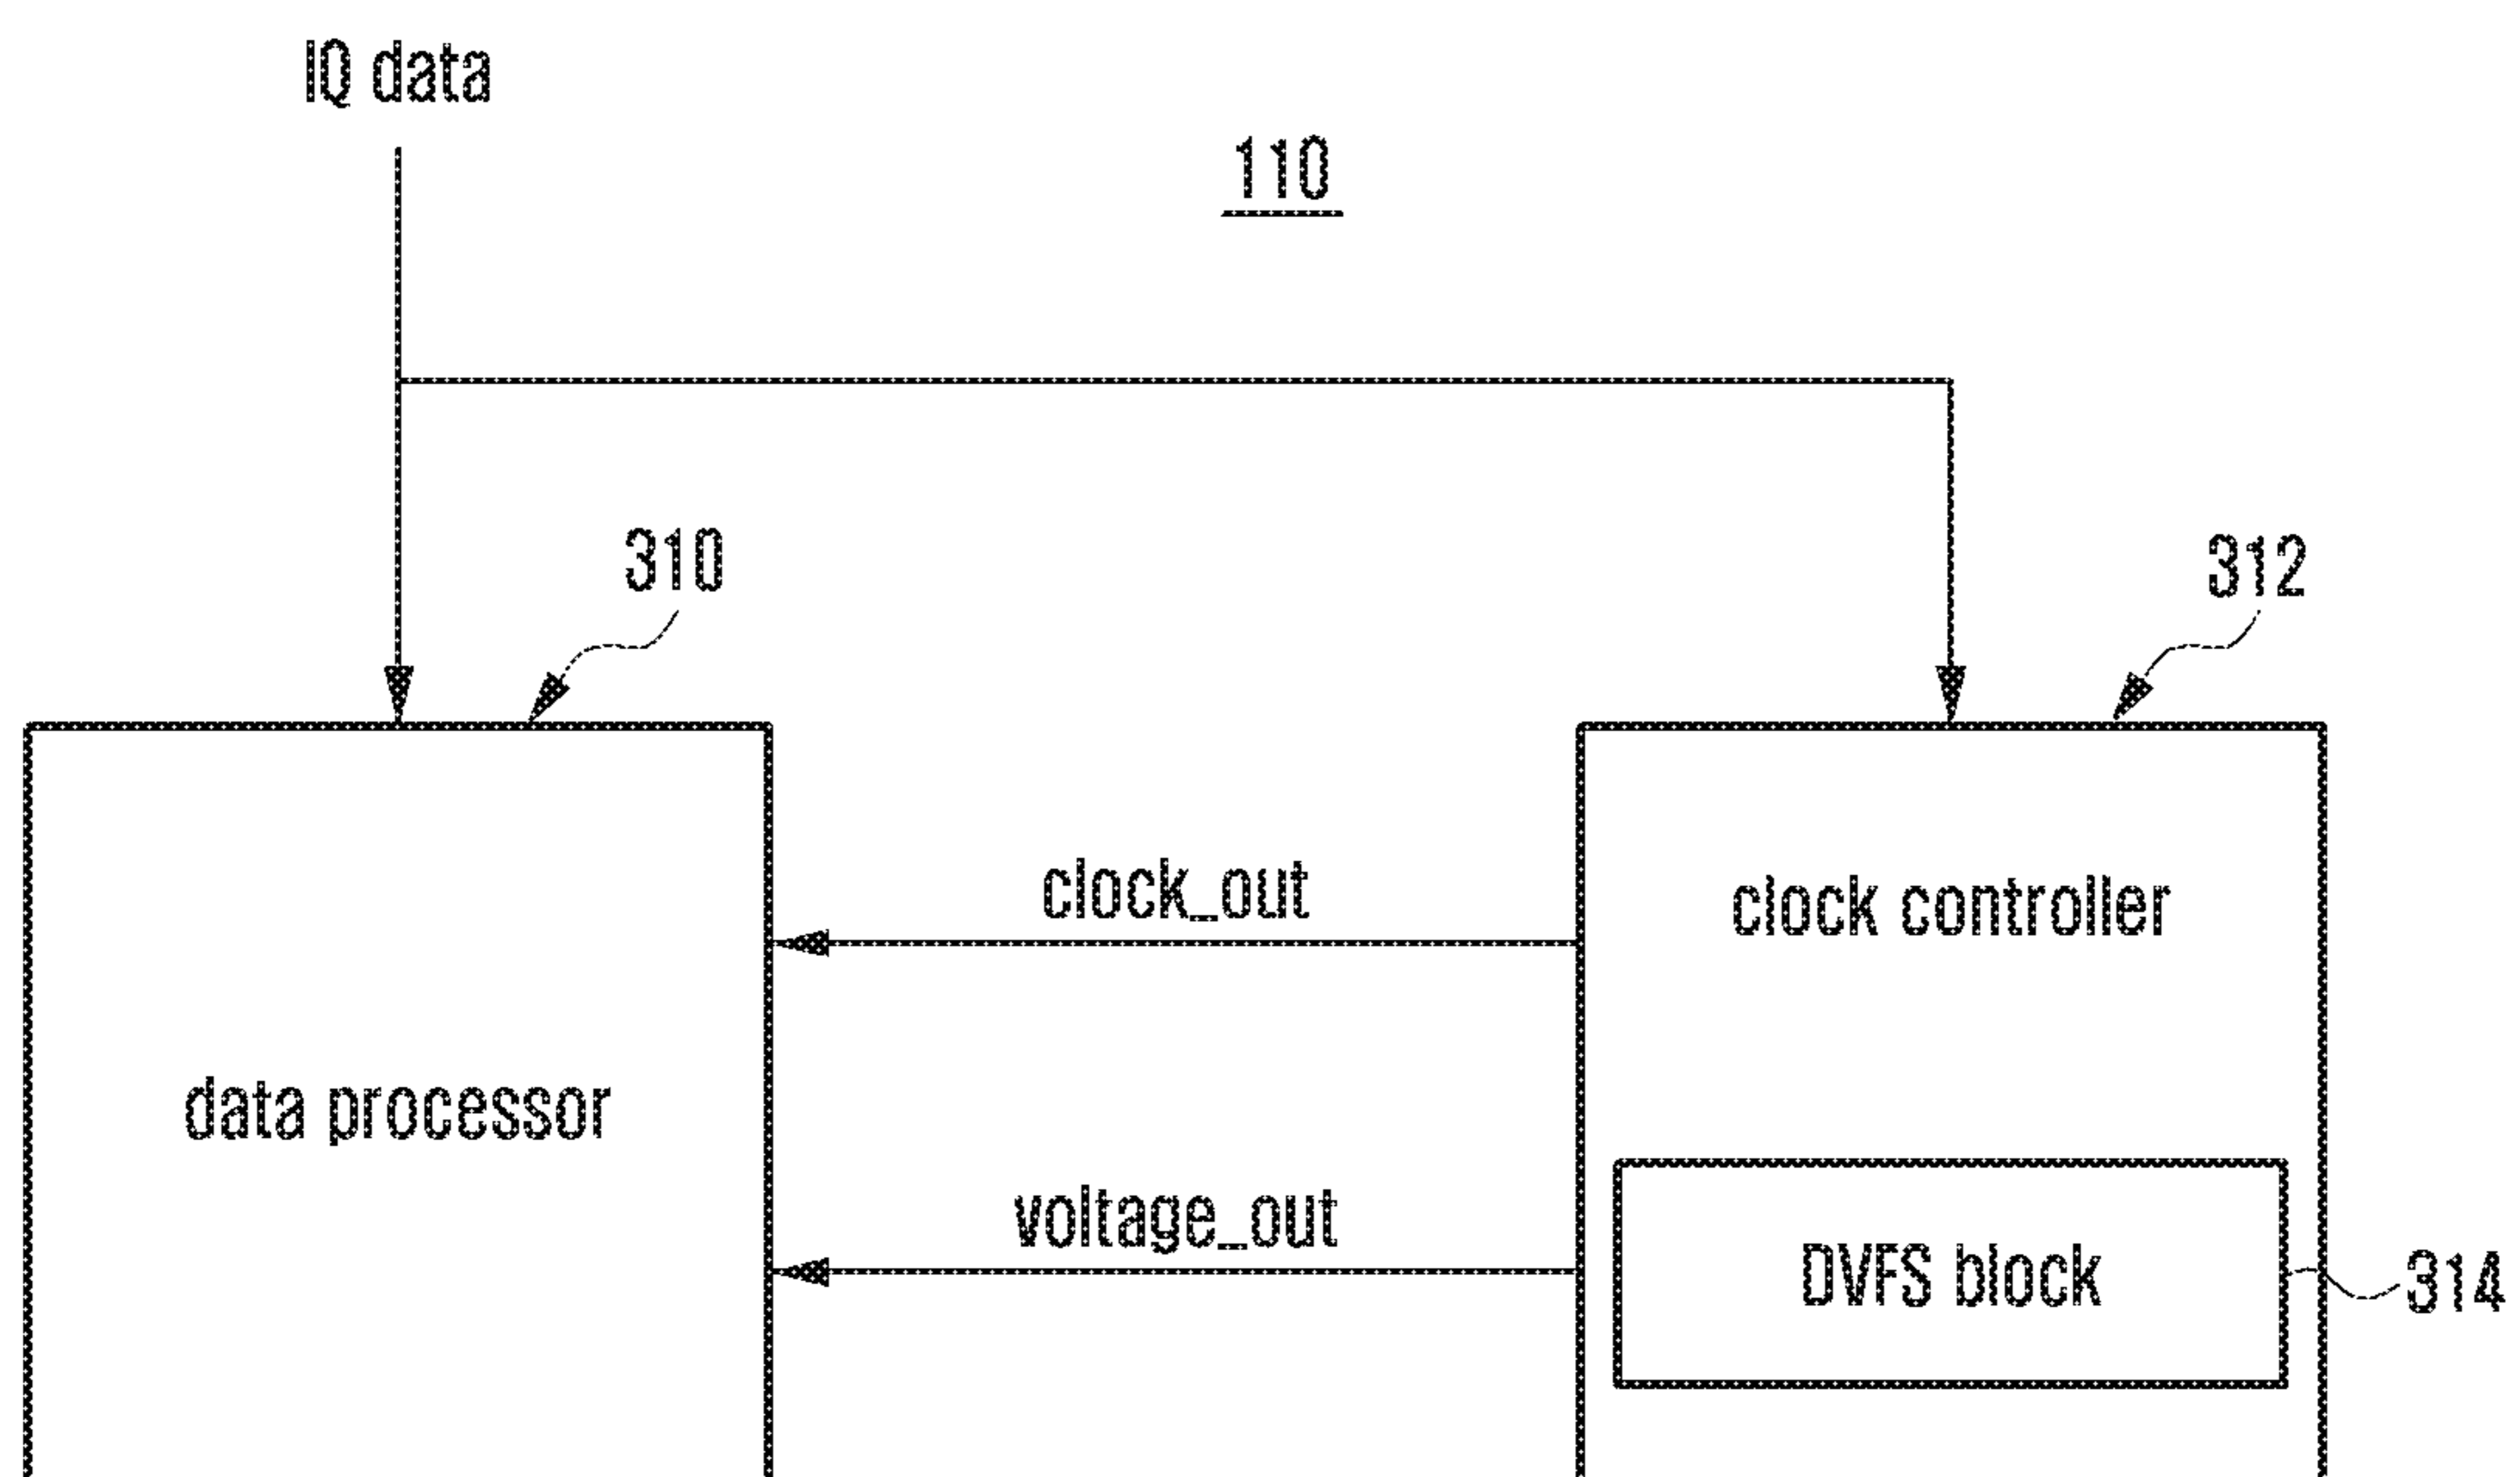 IQ data
110
310
312
clock_out
clock controller
data processor
voltage_out
DVFS block
314